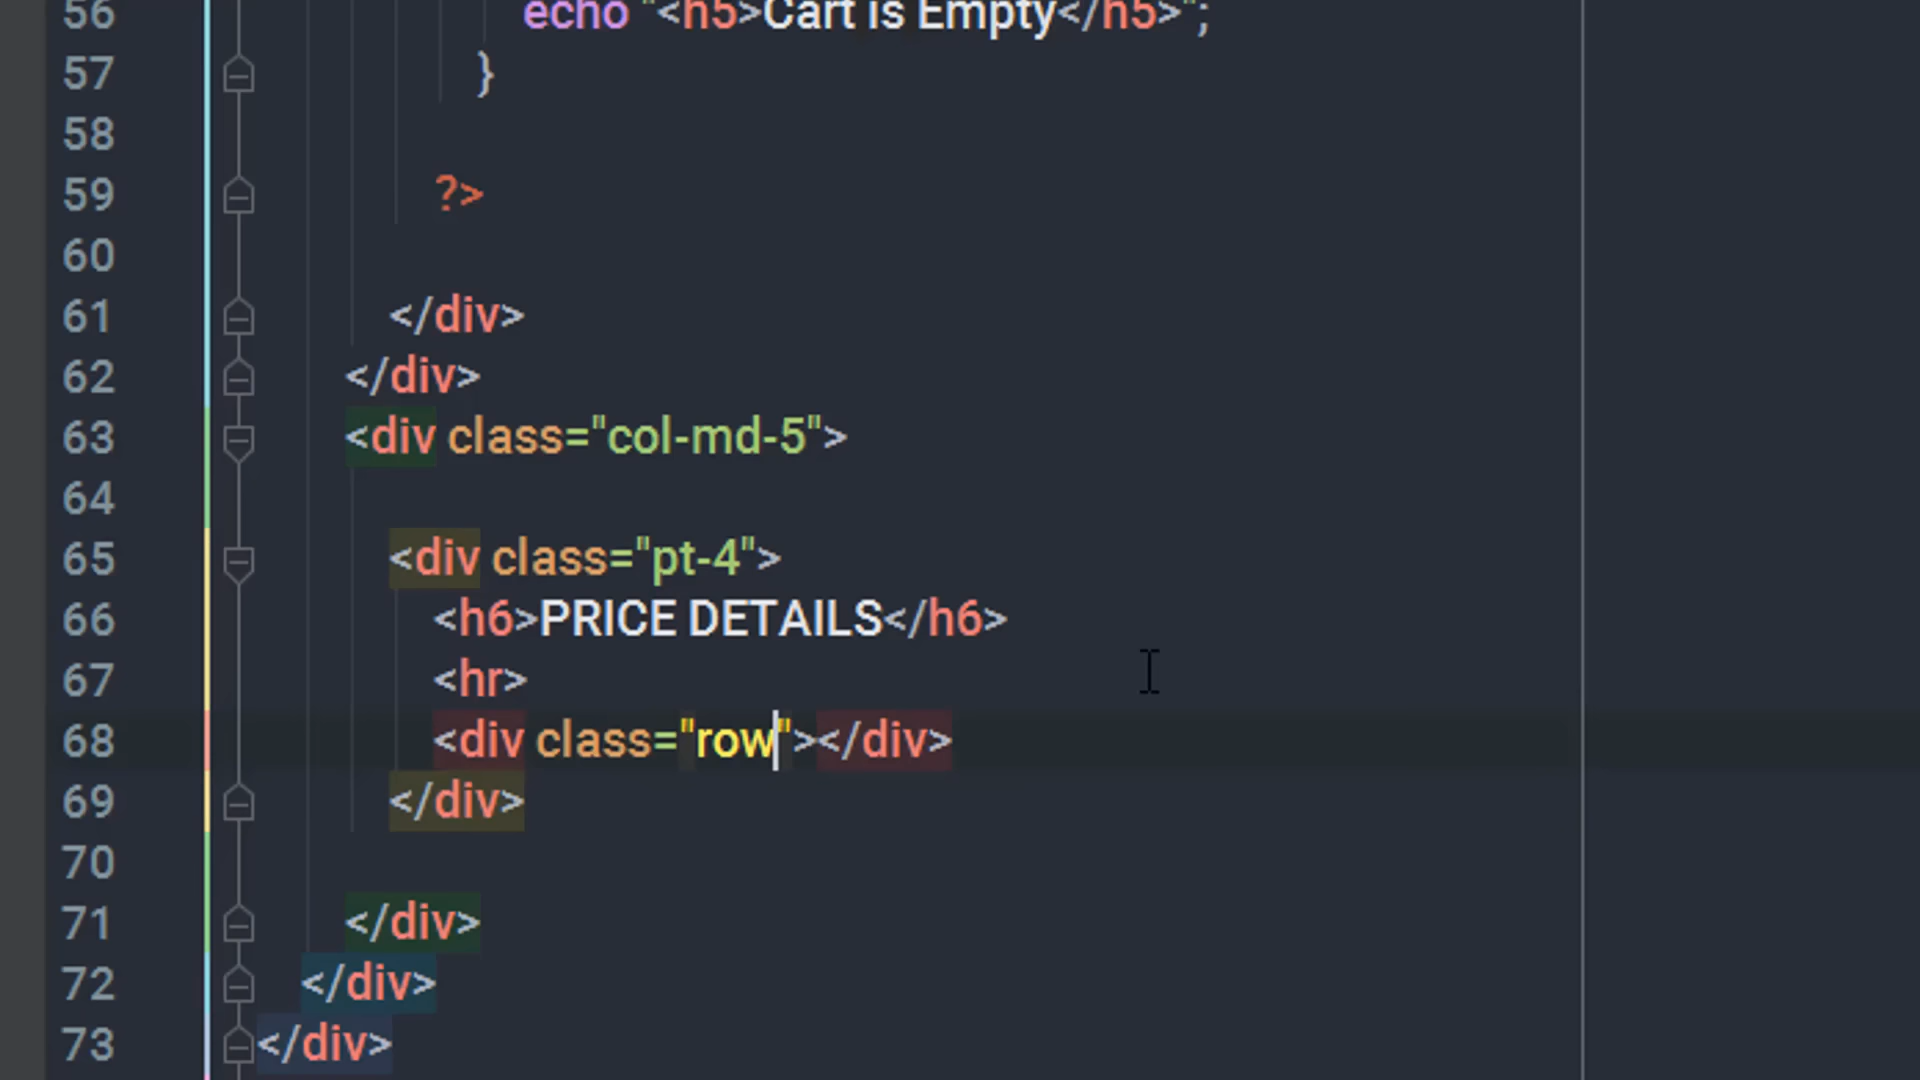 56 echo "<h5>Cart is Empty</h5>";
57 }
58
59 ?>
60
61 </div>
62 </div>
63 <div class="col-md-5">
64
65 <div class="pt-4">
66 <h6>PRICE DETAILS</h6>
67 <hr>
68 <div class="row"></div>
69 </div>
70
71 </div>
72 </div>
73 </div>